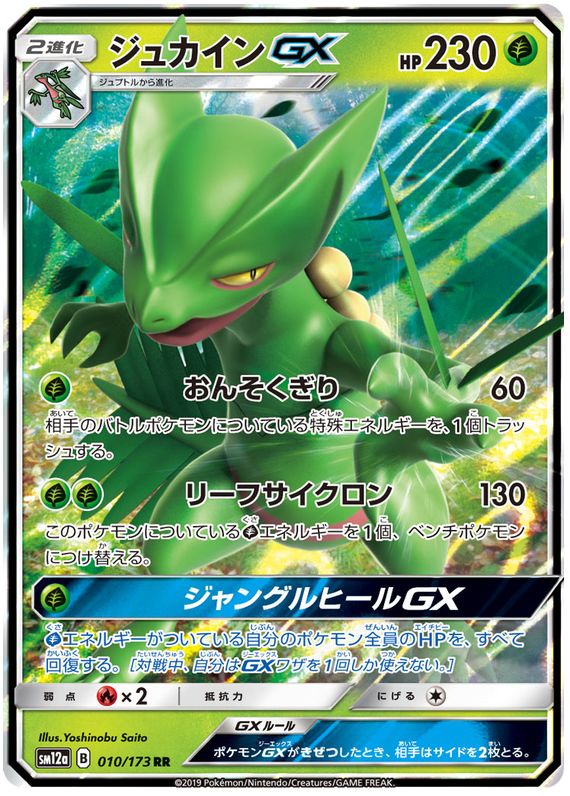 2進化 ジュカインGX HP230
ジュプトルから進化
おんそくぎり 60
相手のバトルポケモンについている特殊エネルギーを、1個トラッ
シュする。
リーフサイクロン 130
このポケモンについているエネルギーを1個、ベンチポケモン
につけ替える。
ジャングルヒールGX
エネルギーがついている自分のポケモン全員のHPを、すべて
回復する。[対戦中、自分はGXワザを1回しか使えない。]
弱点 ×2 抵抗力 にげる
Illus.Yoshinobu Saito
GXルール
ポケモンGXがきぜつしたとき、相手はサイドを2枚とる。
sm12a B 010/173 RR
©2019 Pokémon/Nintendo/Creatures/GAME FREAK.